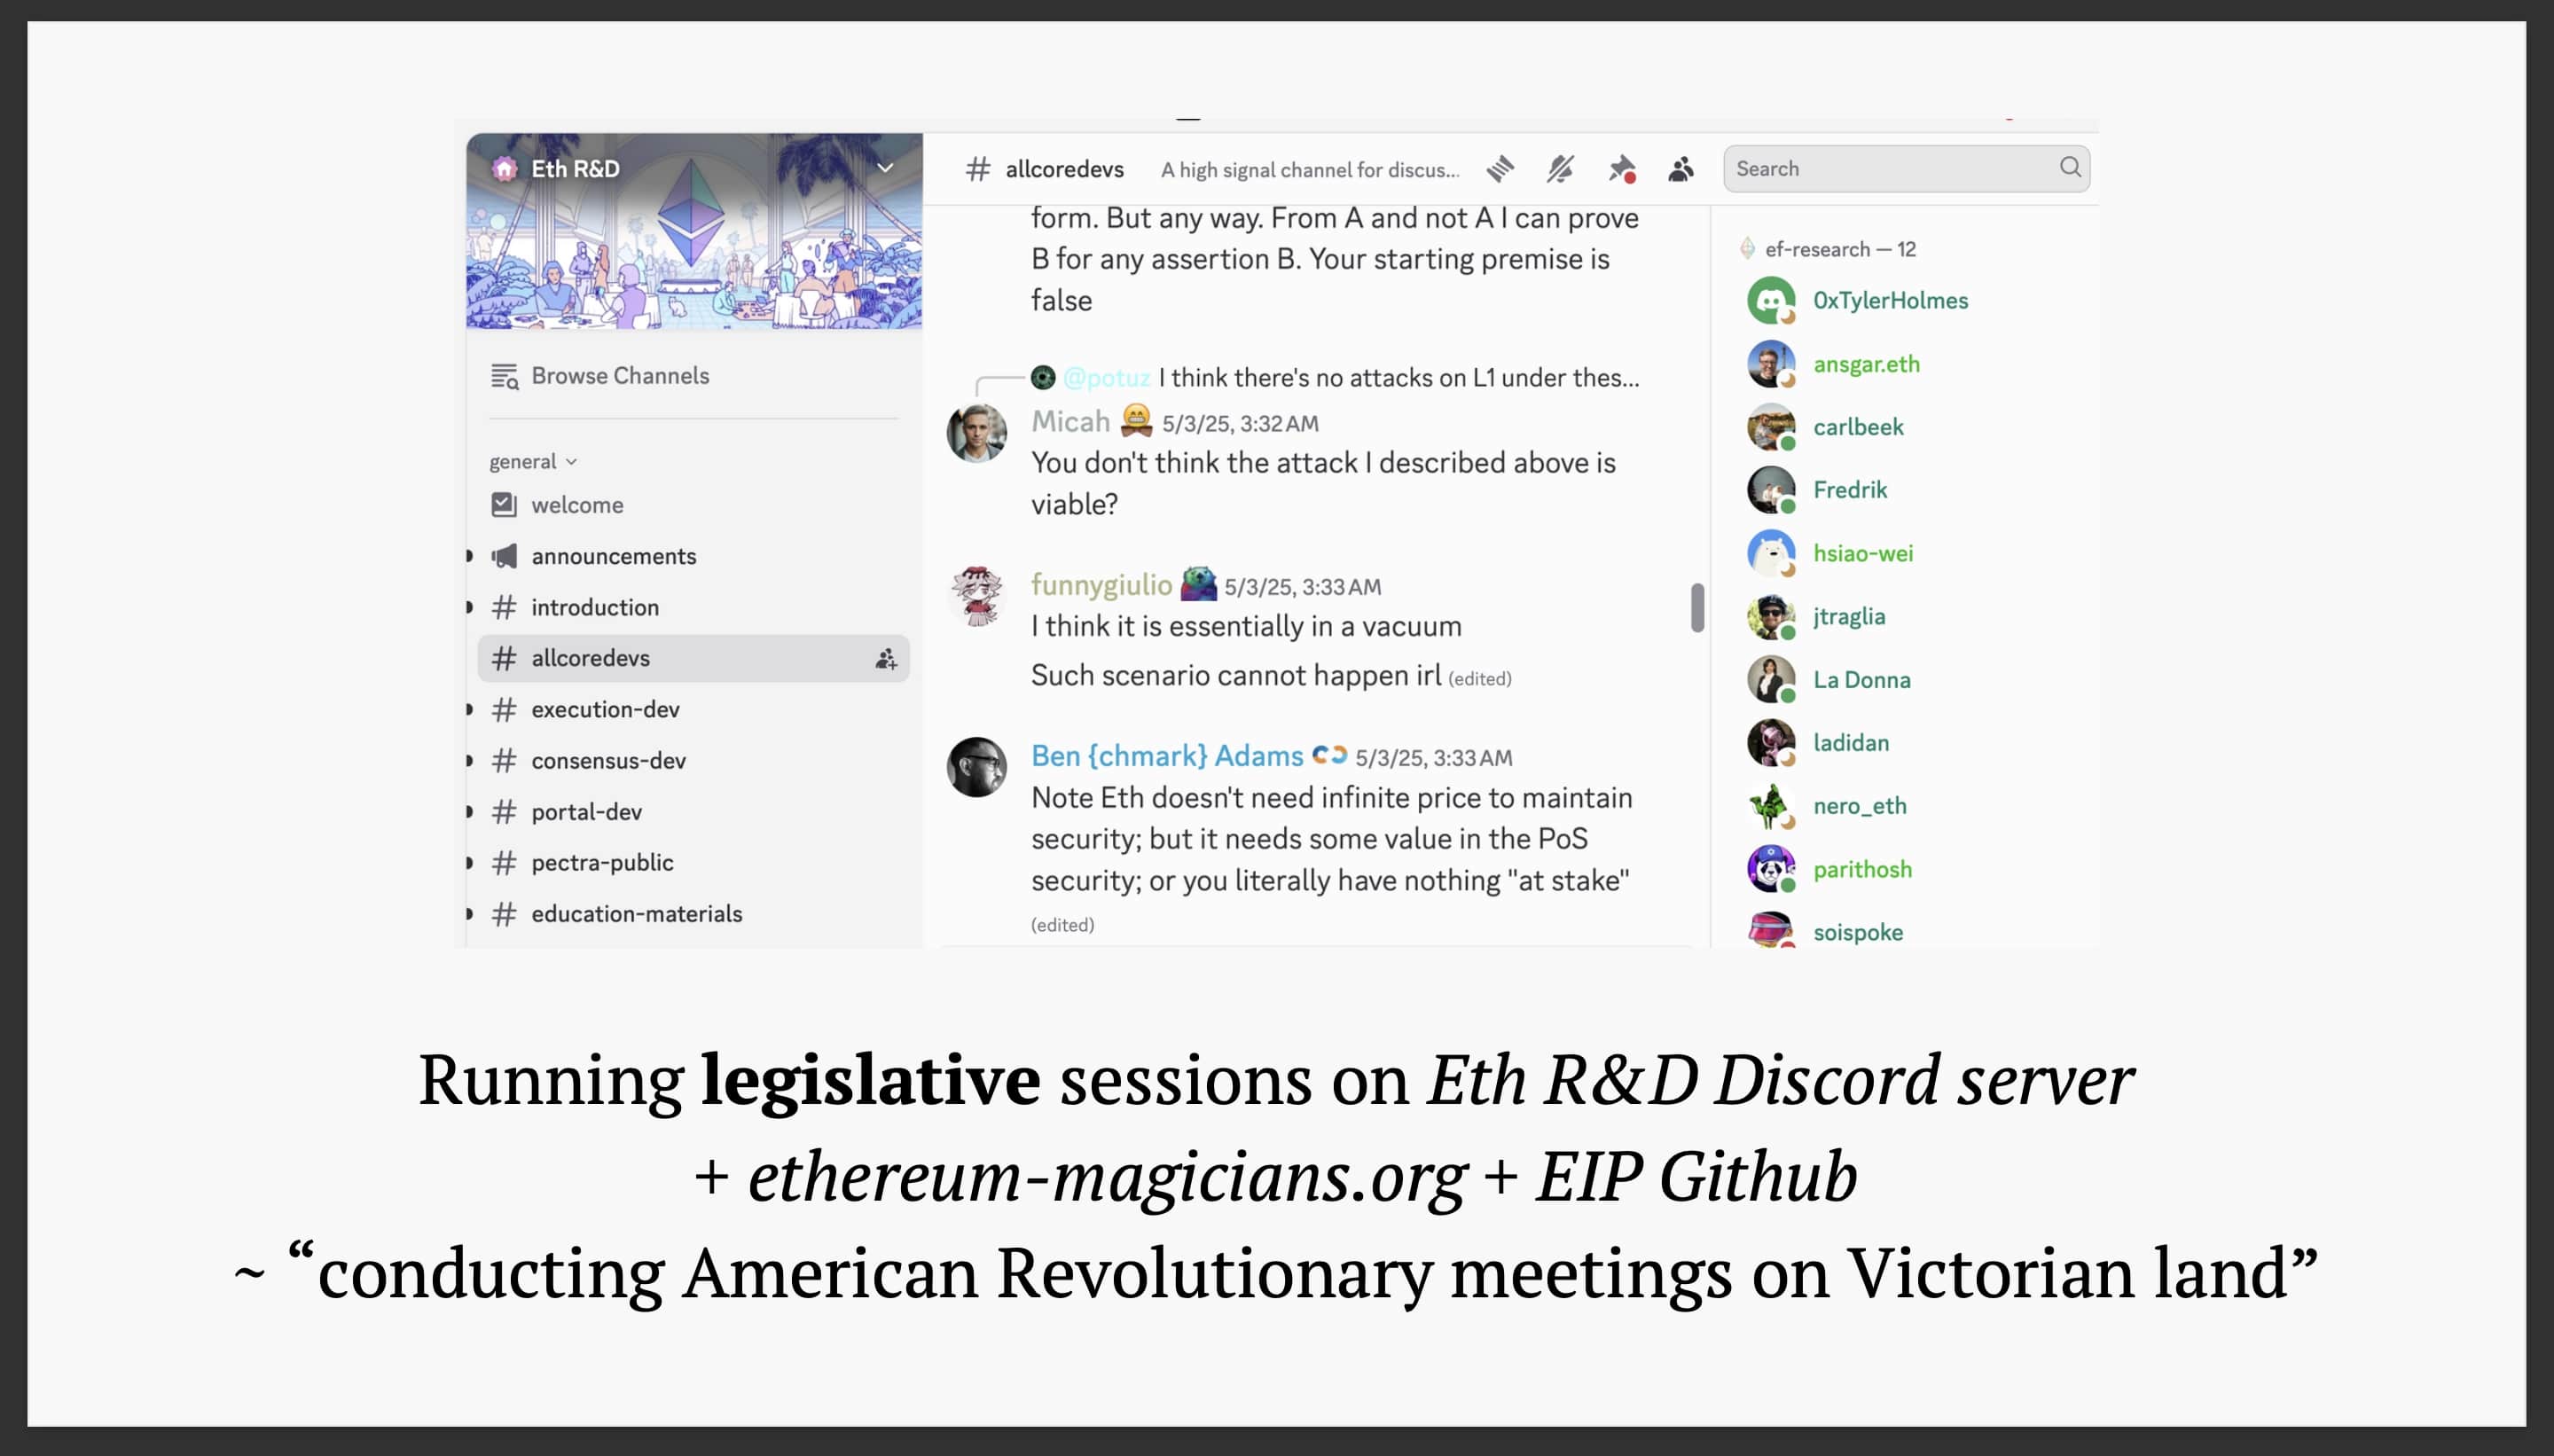 Eth R&D
Browse Channels
general
welcome
announcements
introduction
allcoredevs
execution-dev
consensus-dev
portal-dev
pectra-public
education-materials
allcoredevs A high signal channel for discus...
Search
form. But any way. From A and not A I can prove
B for any assertion B. Your starting premise is
false
@potuz I think there's no attacks on L1 under thes...
Micah 5/3/25, 3:32 AM
You don't think the attack I described above is
viable?
funnygiulio 5/3/25, 3:33 AM
I think it is essentially in a vacuum
Such scenario cannot happen irl (edited)
Ben {chmark} Adams 5/3/25, 3:33 AM
Note Eth doesn't need infinite price to maintain
security; but it needs some value in the PoS
security; or you literally have nothing "at stake"
(edited)
ef-research — 12
0xTylerHolmes
ansgar.eth
carlbeek
Fredrik
hsiao-wei
jtraglia
La Donna
ladidan
nero_eth
parithosh
soispoke
Running legislative sessions on Eth R&D Discord server
+ ethereum-magicians.org + EIP Github
~ “conducting American Revolutionary meetings on Victorian land”